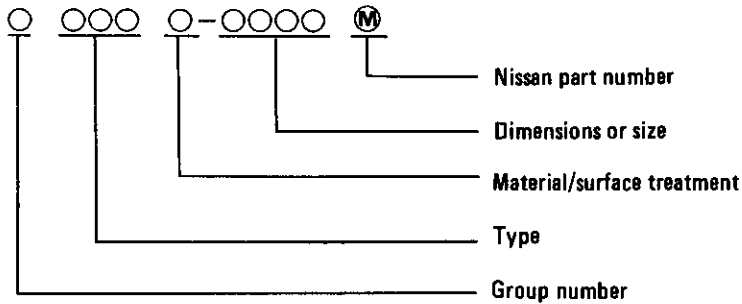 ○ ○○○ ○-○○○○ Ⓜ
Nissan part number
Dimensions or size
Material/surface treatment
Type
Group number